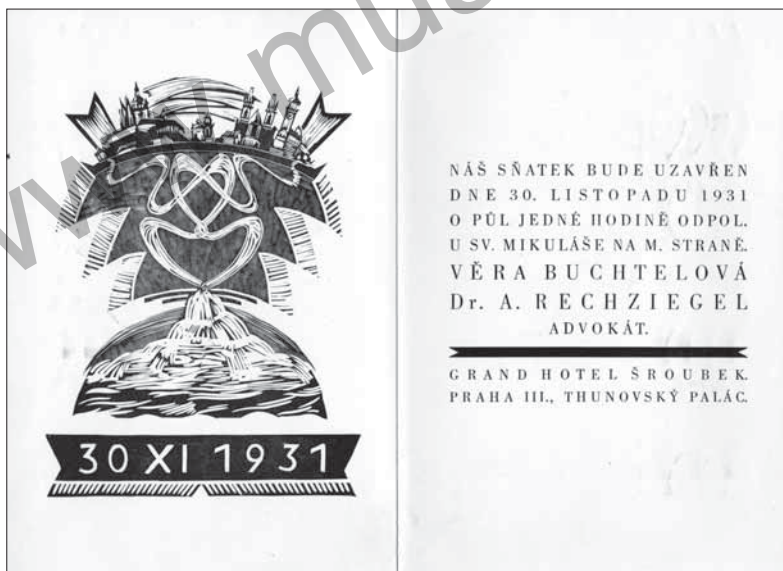 30 XI 1931
NÁŠ SŇATEK BUDE UZAVŘEN
DNE 30. LISTOPADU 1931
O PŮL JEDNÉ HODINĚ ODPOL.
U SV. MIKULÁŠE NA M. STRANĚ.
VĚRA BUCHTELOVÁ
Dr. A. RECHZIEGEL
ADVOKÁT.
GRAND HOTEL ŠROUBEK.
PRAHA III., THUNOVSKÝ PALÁC.